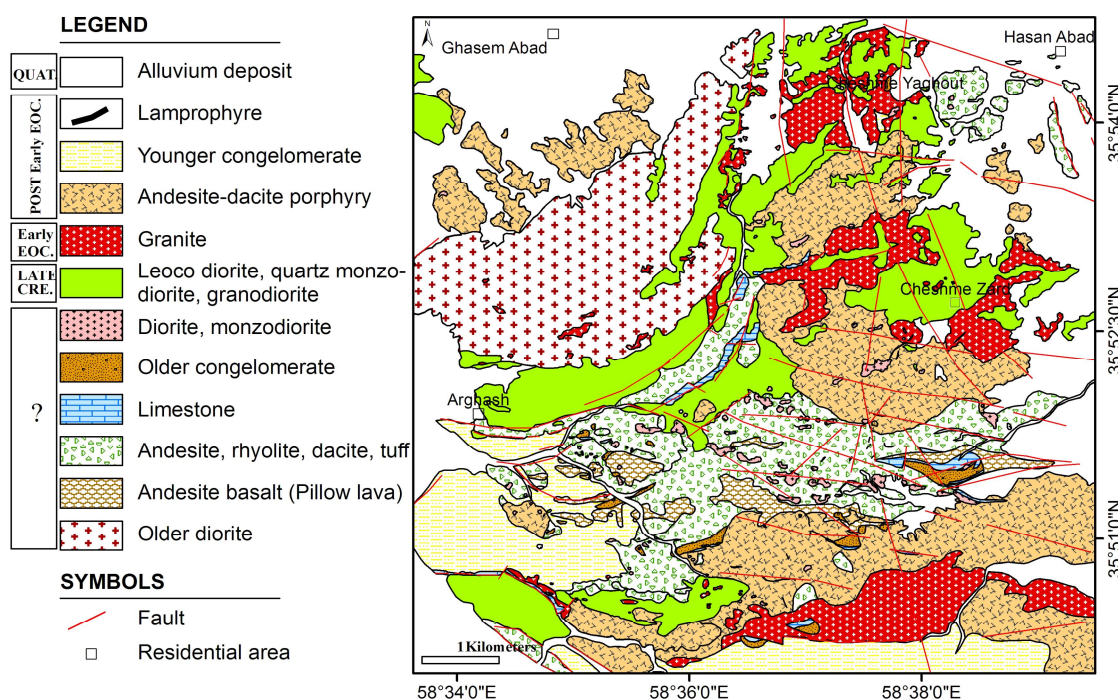 LEGEND
QUAT.
Alluvium deposit
POST Early EOC.
Lamprophyre
Younger congelomerate
Andesite-dacite porphyry
Early
EOC.
Granite
LATE
CRE.
Leoco diorite, quartz monzo-
diorite, granodiorite
?
Diorite, monzodiorite
Older congelomerate
Limestone
Andesite, rhyolite, dacite, tuff
Andesite basalt (Pillow lava)
Older diorite
SYMBOLS
Fault
Residential area
N
Ghasem Abad
Hasan Abad
Cheshme Yaghout
Cheshme Zard
Arghash
1Kilometers
35°54'0"N
35°52'30"N
35°51'0"N
58°34'0"E
58°36'0"E
58°38'0"E